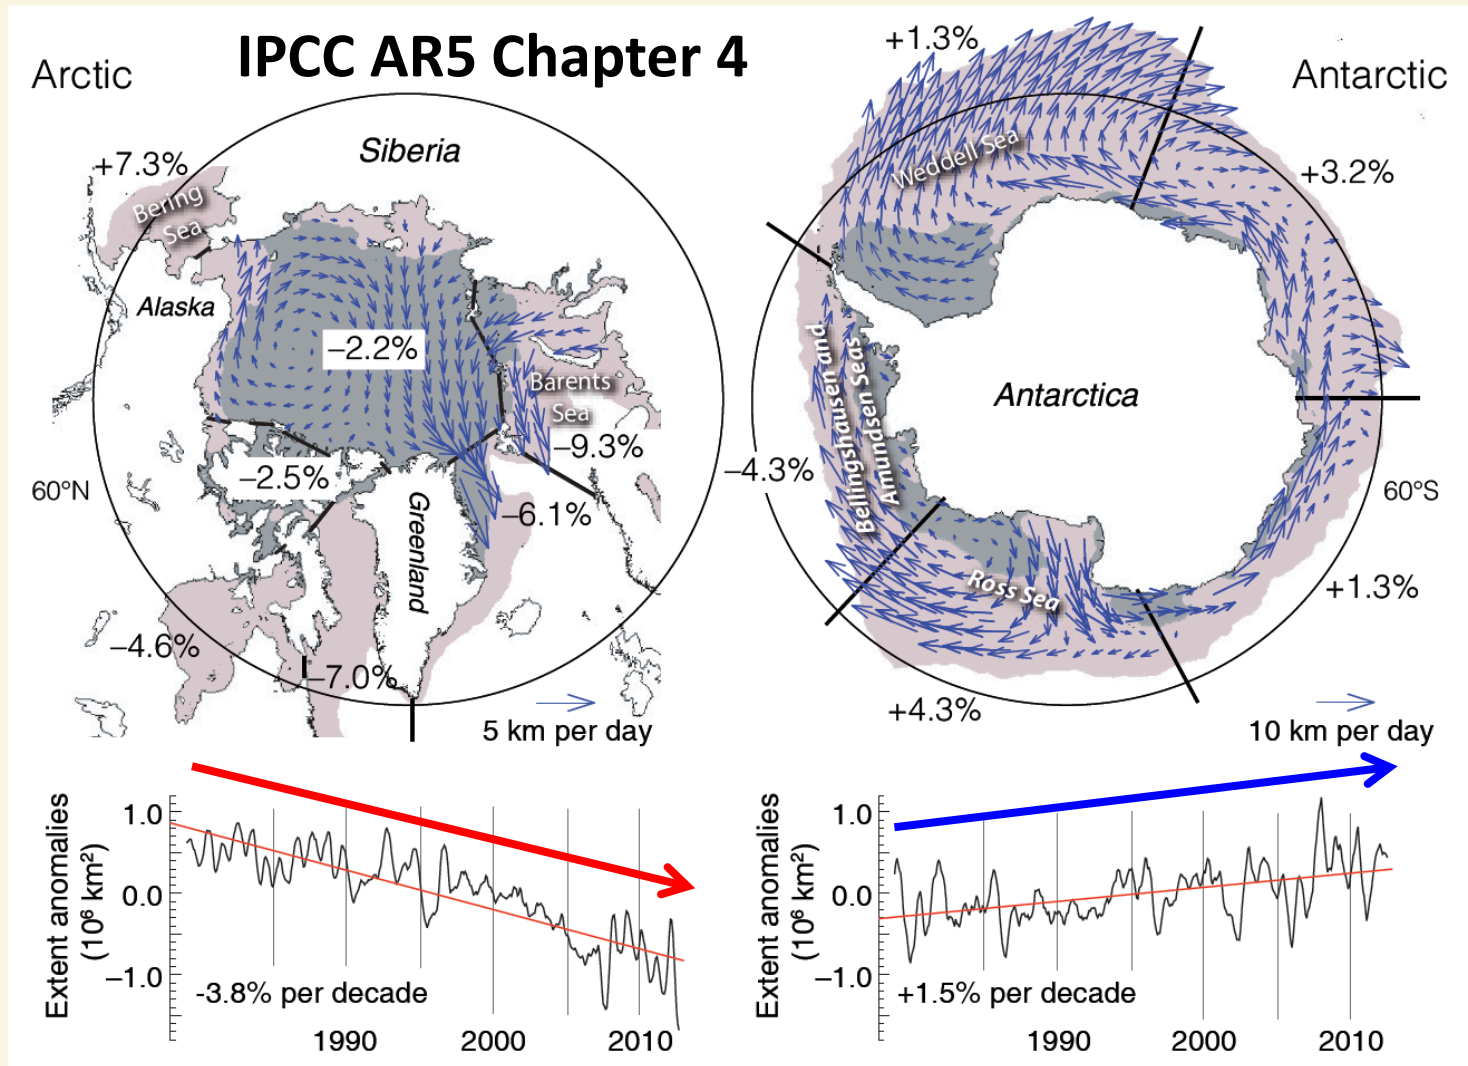 IPCC AR5 Chapter 4
Arctic
Siberia
+7.3%
Bering
Sea
Alaska
−2.2%
Barents
Sea
−9.3%
−2.5%
60°N
−6.1%
Greenland
−4.6%
−7.0%
5 km per day
Antarctic
+1.3%
Weddell Sea
+3.2%
Antarctica
Bellingshausen and
Amundsen Seas
−4.3%
60°S
Ross Sea
+1.3%
+4.3%
10 km per day
Extent anomalies
(10⁶ km²)
1.0
0.0
−1.0
-3.8% per decade
1990
2000
2010
Extent anomalies
(10⁶ km²)
1.0
0.0
−1.0
+1.5% per decade
1990
2000
2010